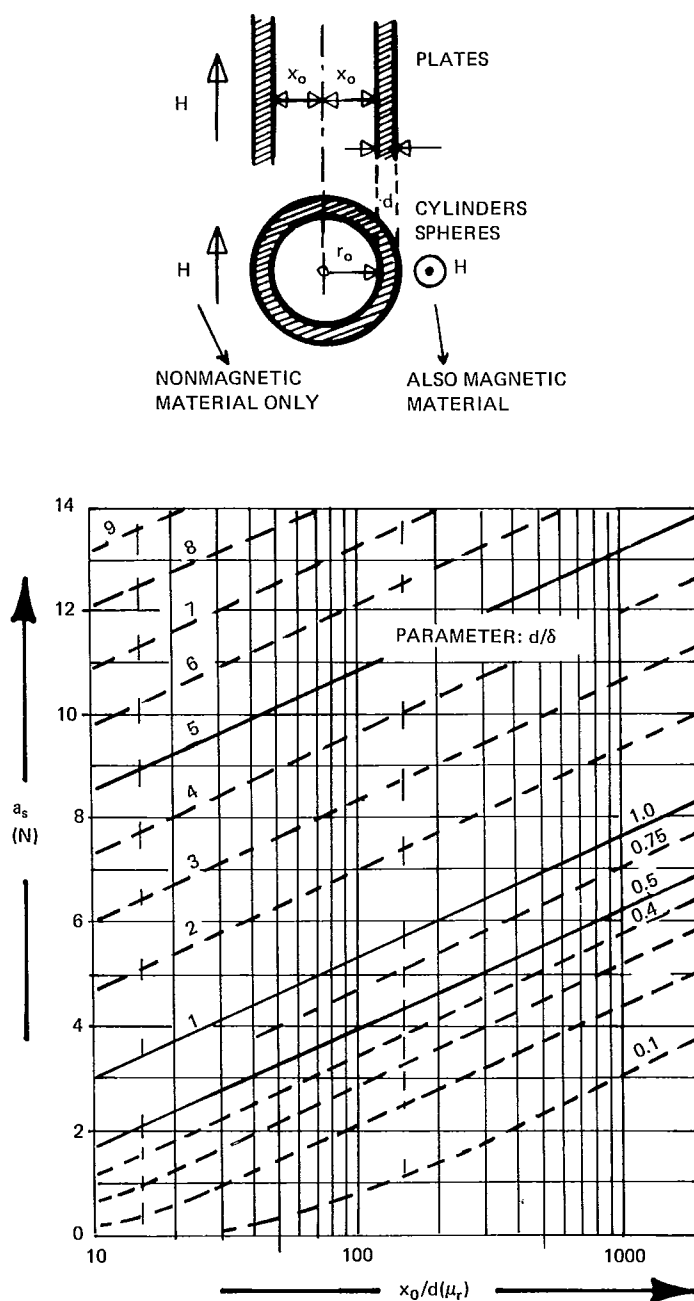 x₀ x₀
PLATES
H
d
CYLINDERS
SPHERES
H r₀ H
NONMAGNETIC
MATERIAL ONLY
ALSO MAGNETIC
MATERIAL
14
12
10
8
6
4
2
0
aₛ
(N)
9
8
7
6
5
4
3
2
1
PARAMETER: d/δ
1.0
0.75
0.5
0.4
0.1
10 100 1000
x₀/d(μᵣ)